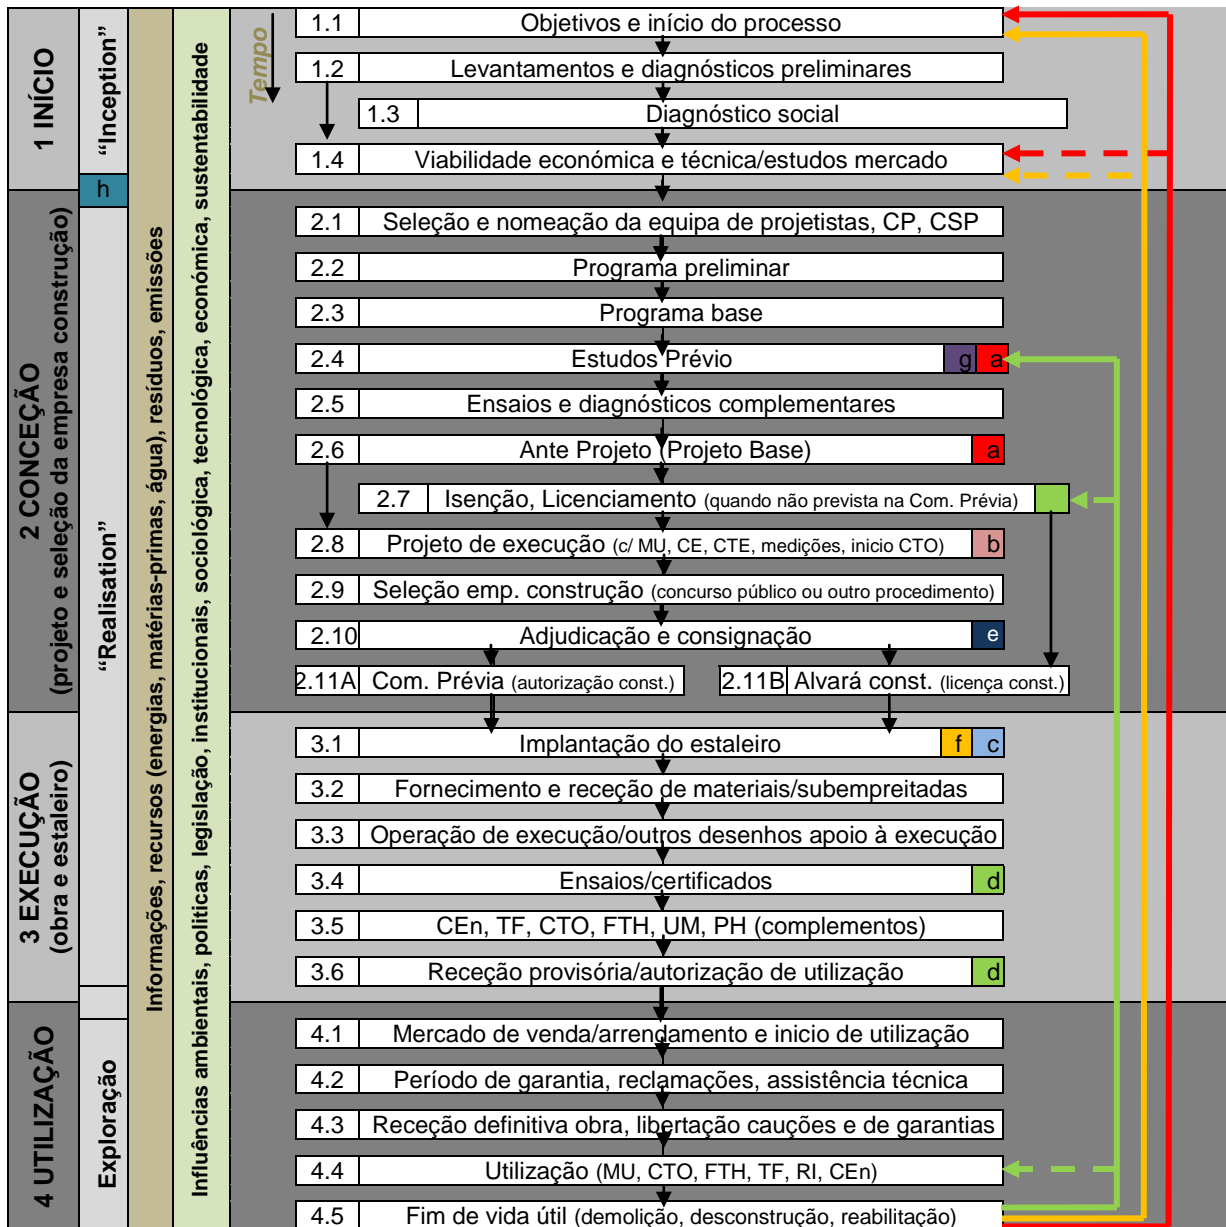 1 INÍCIO
“Inception”
h
2 CONCEÇÃO
(projeto e seleção da empresa construção)
“Realisation”
3 EXECUÇÃO
(obra e estaleiro)
4 UTILIZAÇÃO
Exploração
Informações, recursos (energias, matérias-primas, água), resíduos, emissões
Influências ambientais, politicas, legislação, institucionais, sociológica, tecnológica, económica, sustentabilidade
Tempo
1.1 Objetivos e início do processo
1.2 Levantamentos e diagnósticos preliminares
1.3 Diagnóstico social
1.4 Viabilidade económica e técnica/estudos mercado
2.1 Seleção e nomeação da equipa de projetistas, CP, CSP
2.2 Programa preliminar
2.3 Programa base
2.4 Estudos Prévio g a
2.5 Ensaios e diagnósticos complementares
2.6 Ante Projeto (Projeto Base) a
2.7 Isenção, Licenciamento (quando não prevista na Com. Prévia)
2.8 Projeto de execução (c/ MU, CE, CTE, medições, inicio CTO) b
2.9 Seleção emp. construção (concurso público ou outro procedimento)
2.10 Adjudicação e consignação e
2.11A Com. Prévia (autorização const.) 2.11B Alvará const. (licença const.)
3.1 Implantação do estaleiro f c
3.2 Fornecimento e receção de materiais/subempreitadas
3.3 Operação de execução/outros desenhos apoio à execução
3.4 Ensaios/certificados d
3.5 CEn, TF, CTO, FTH, UM, PH (complementos)
3.6 Receção provisória/autorização de utilização d
4.1 Mercado de venda/arrendamento e inicio de utilização
4.2 Período de garantia, reclamações, assistência técnica
4.3 Receção definitiva obra, libertação cauções e de garantias
4.4 Utilização (MU, CTO, FTH, TF, RI, CEn)
4.5 Fim de vida útil (demolição, desconstrução, reabilitação)